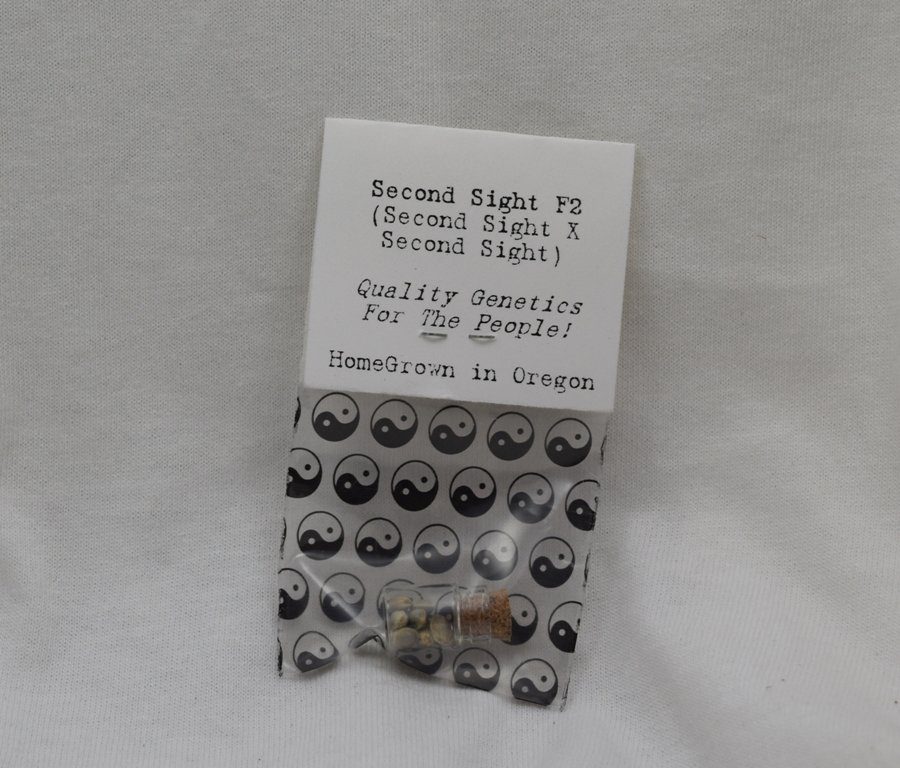 Second Sight F2
(Second Sight X
Second Sight)
Quality Genetics
For The People!
HomeGrown in Oregon